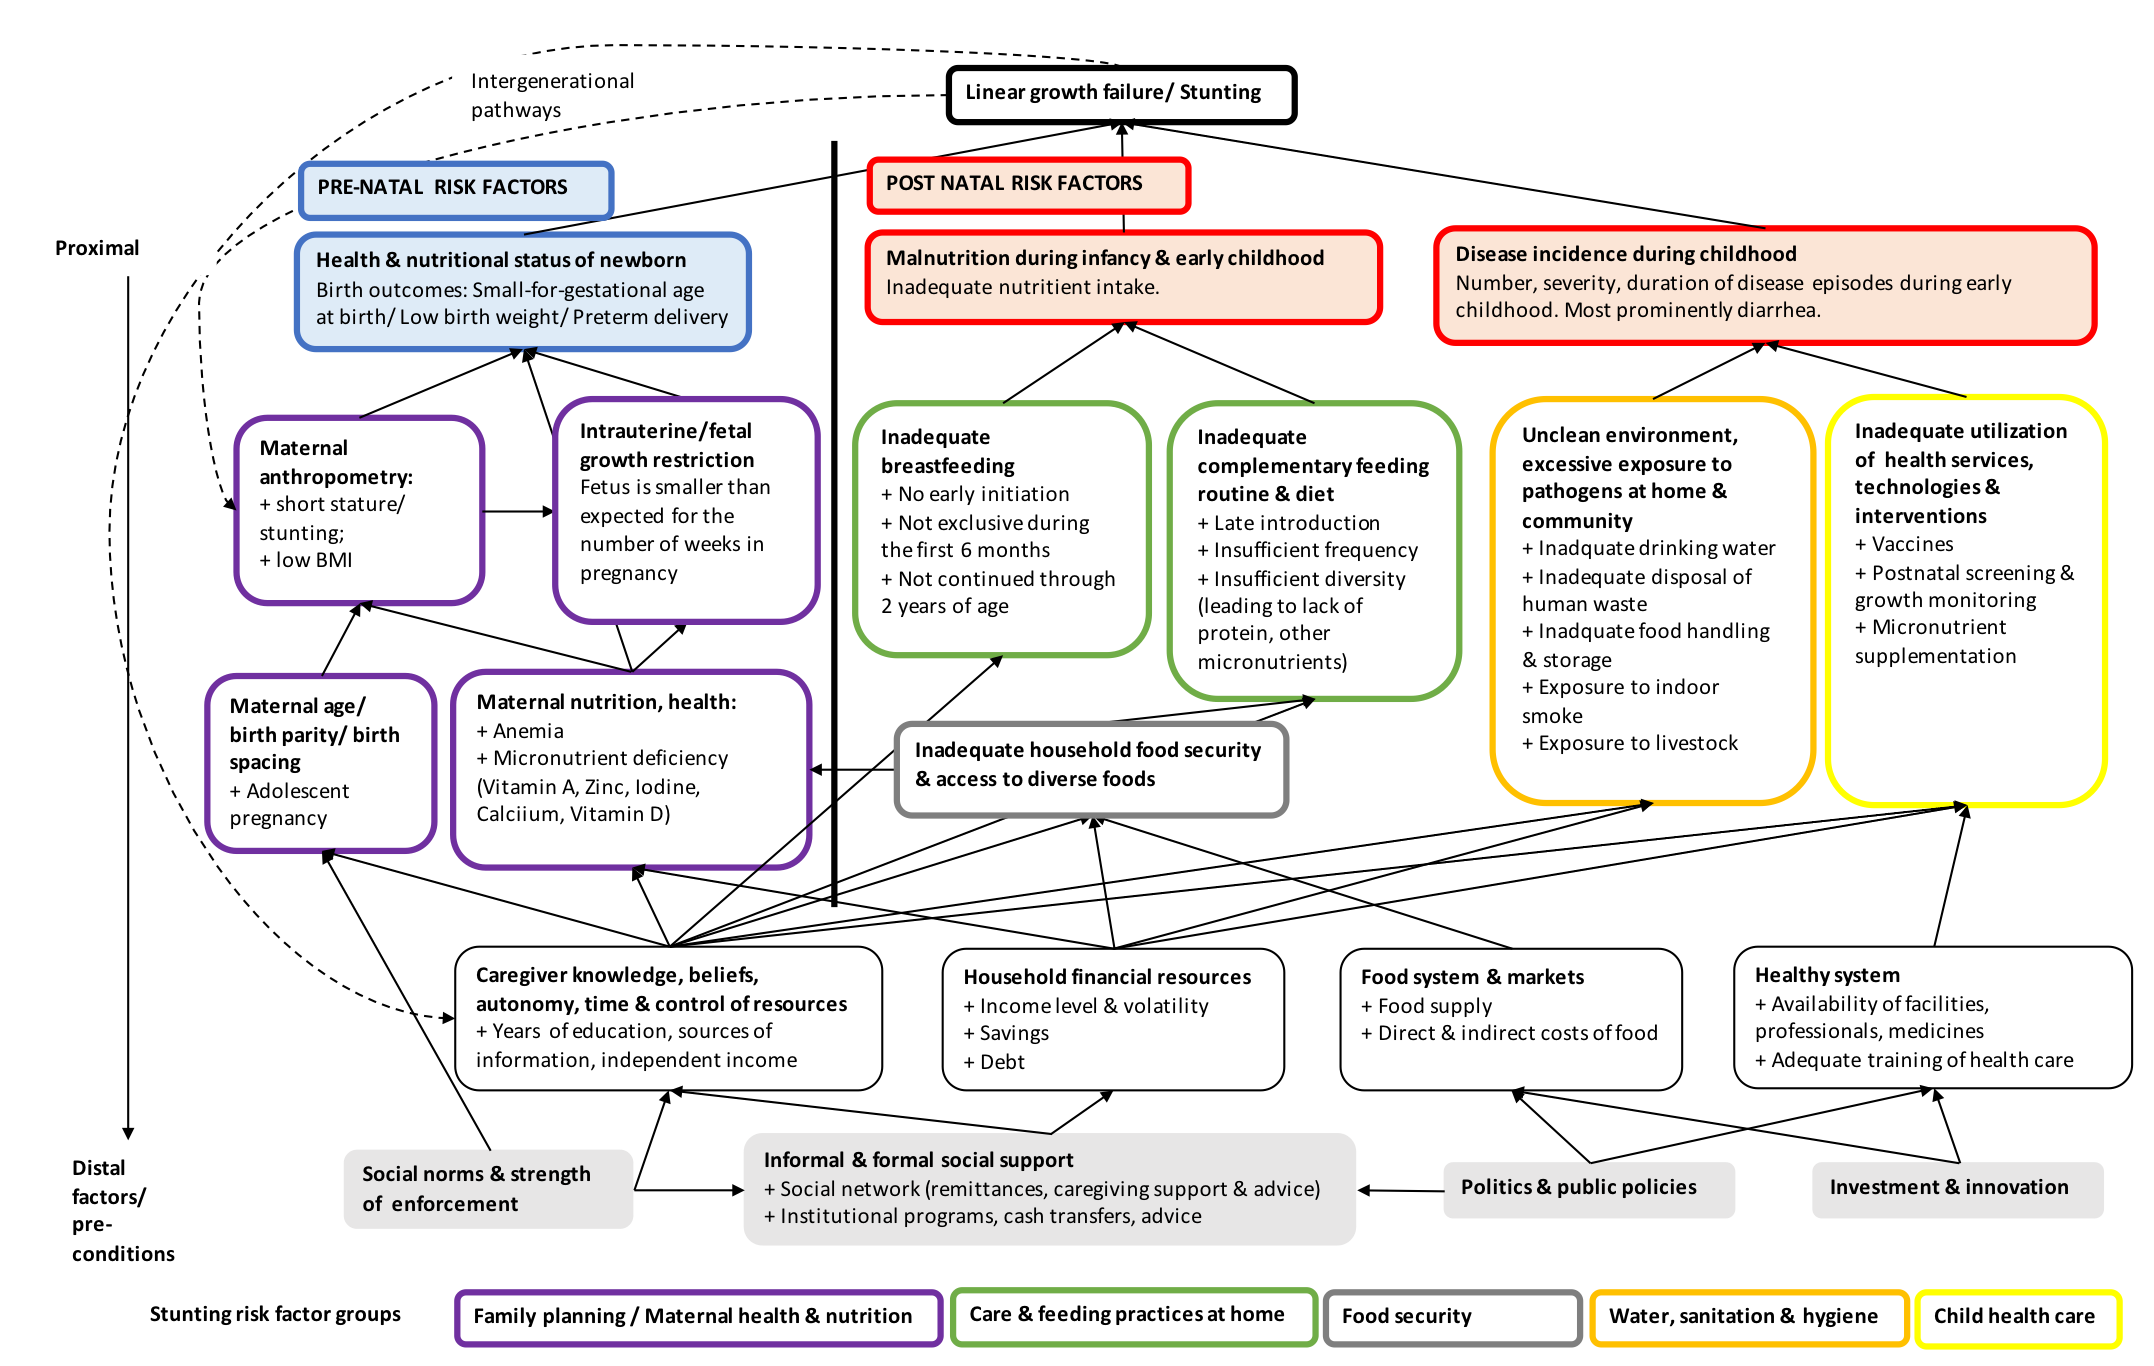 Linear growth failure/ Stunting
Intergenerational
pathways
PRE-NATAL  RISK FACTORS
POST NATAL RISK FACTORS
Proximal
Health & nutritional status of newborn
Birth outcomes: Small-for-gestational age
at birth/ Low birth weight/ Preterm delivery
Malnutrition during infancy & early childhood
Inadequate nutritient intake.
Disease incidence during childhood
Number, severity, duration of disease episodes during early
childhood. Most prominently diarrhea.
Maternal
anthropometry:
+ short stature/
stunting;
+ low BMI
Intrauterine/fetal
growth restriction
Fetus is smaller than
expected for the
number of weeks in
pregnancy
Inadequate
breastfeeding
+ No early initiation
+ Not exclusive during
the first 6 months
+ Not continued through
2 years of age
Inadequate
complementary feeding
routine & diet
+ Late introduction
+ Insufficient frequency
+ Insufficient diversity
(leading to lack of
protein, other
micronutrients)
Unclean environment,
excessive exposure to
pathogens at home &
community
+ Inadquate drinking water
+ Inadequate disposal of
human waste
+ Inadquate food handling
& storage
+ Exposure to indoor
smoke
+ Exposure to livestock
Inadequate utilization
of health services,
technologies &
interventions
+ Vaccines
+ Postnatal screening &
growth monitoring
+ Micronutrient
supplementation
Maternal age/
birth parity/ birth
spacing
+ Adolescent
pregnancy
Maternal nutrition, health:
+ Anemia
+ Micronutrient deficiency
(Vitamin A, Zinc, Iodine,
Calciium, Vitamin D)
Inadequate household food security
& access to diverse foods
Caregiver knowledge, beliefs,
autonomy, time & control of resources
+ Years of education, sources of
information, independent income
Household financial resources
+ Income level & volatility
+ Savings
+ Debt
Food system & markets
+ Food supply
+ Direct & indirect costs of food
Healthy system
+ Availability of facilities,
professionals, medicines
+ Adequate training of health care
Distal
factors/
pre-
conditions
Social norms & strength
of enforcement
Informal & formal social support
+ Social network (remittances, caregiving support & advice)
+ Institutional programs, cash transfers, advice
Politics & public policies
Investment & innovation
Stunting risk factor groups
Family planning / Maternal health & nutrition
Care & feeding practices at home
Food security
Water, sanitation & hygiene
Child health care